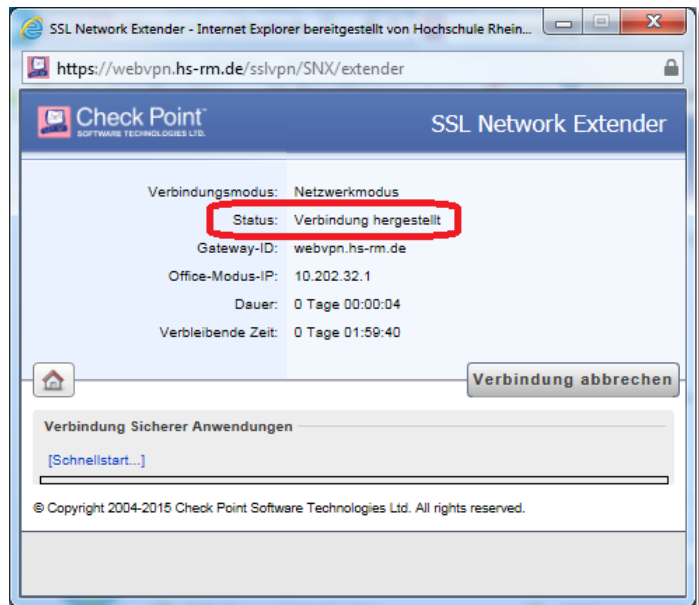 SSL Network Extender - Internet Explorer bereitgestellt von Hochschule Rhein...
https://webvpn.hs-rm.de/sslvpn/SNX/extender
Check Point™
SOFTWARE TECHNOLOGIES LTD.
SSL Network Extender
Verbindungsmodus: Netzwerkmodus
Status: Verbindung hergestellt
Gateway-ID: webvpn.hs-rm.de
Office-Modus-IP: 10.202.32.1
Dauer: 0 Tage 00:00:04
Verbleibende Zeit: 0 Tage 01:59:40
Verbindung abbrechen
Verbindung Sicherer Anwendungen
[Schnellstart...]
© Copyright 2004-2015 Check Point Software Technologies Ltd. All rights reserved.